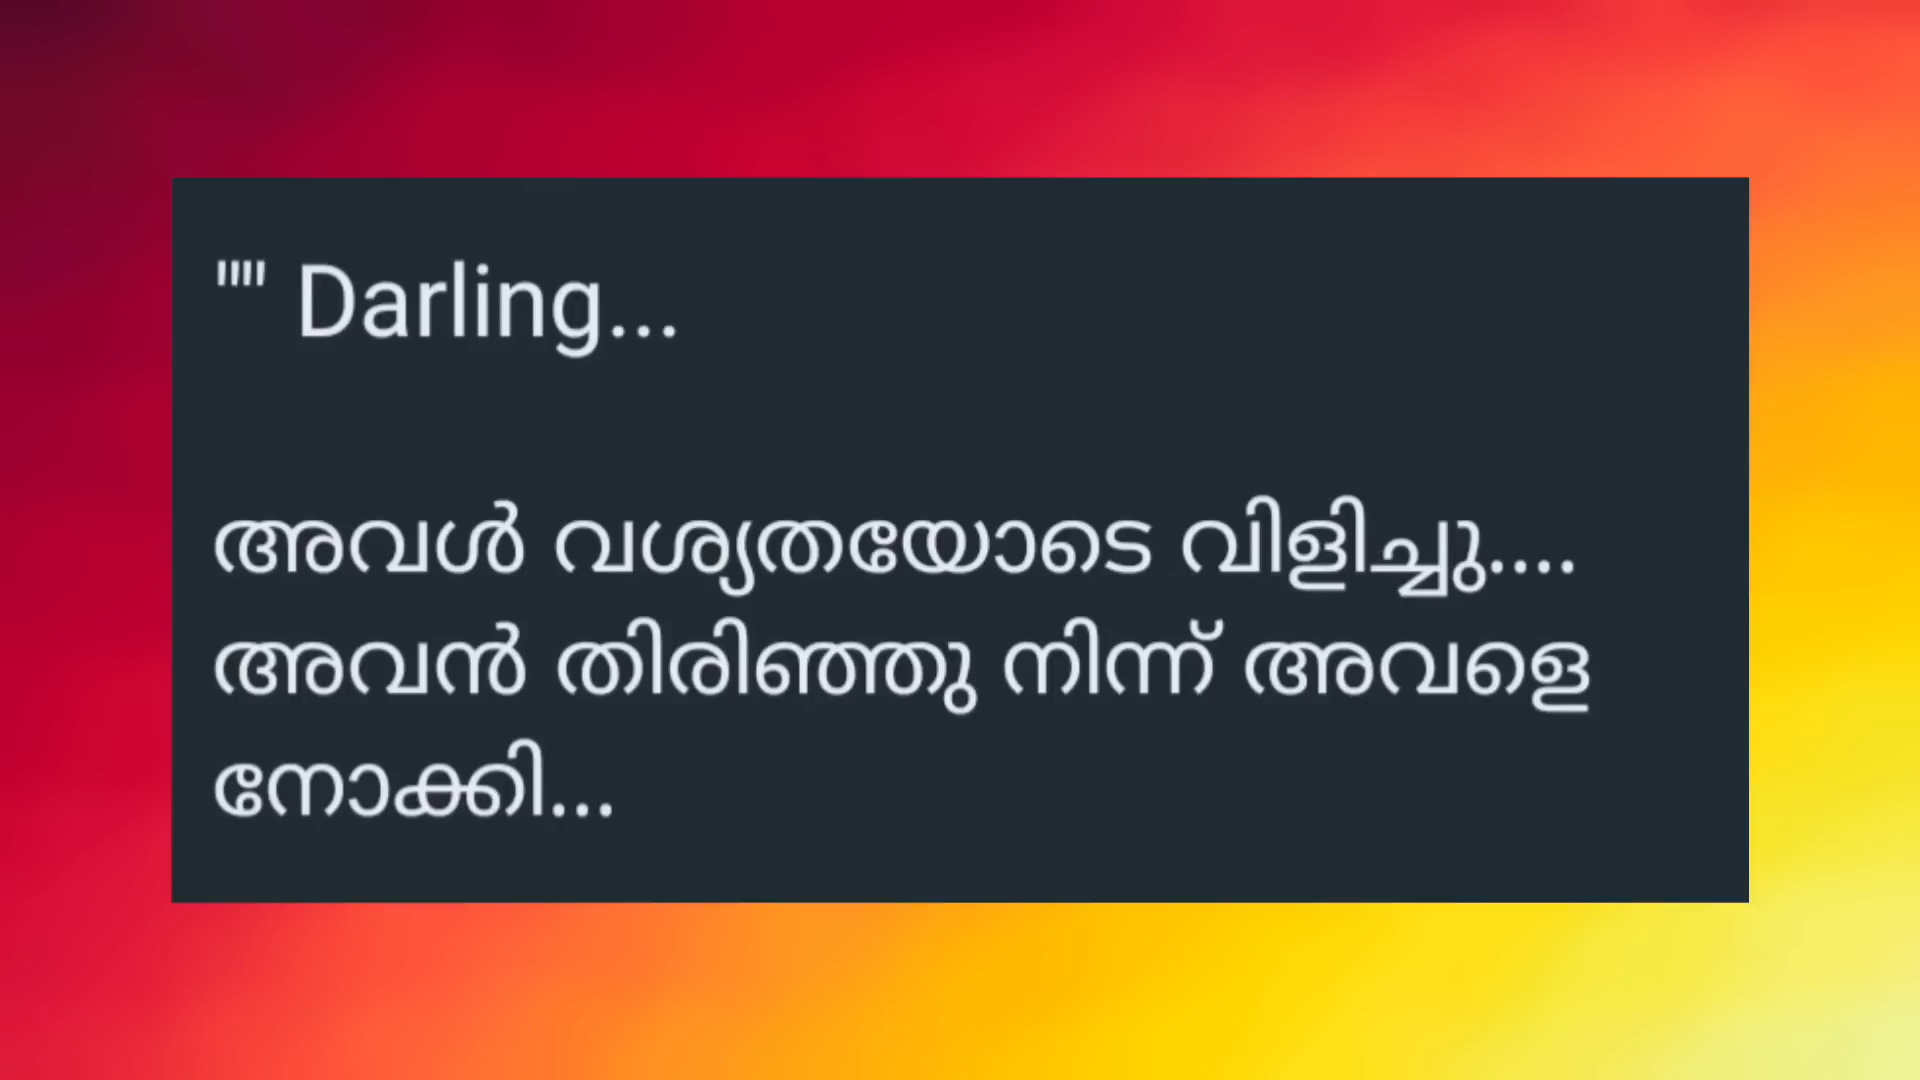 "" Darling...
അവൾ വശ്യതയോടെ വിളിച്ചു....
അവൻ തിരിഞ്ഞു നിന്ന് അവളെ
നോക്കി...